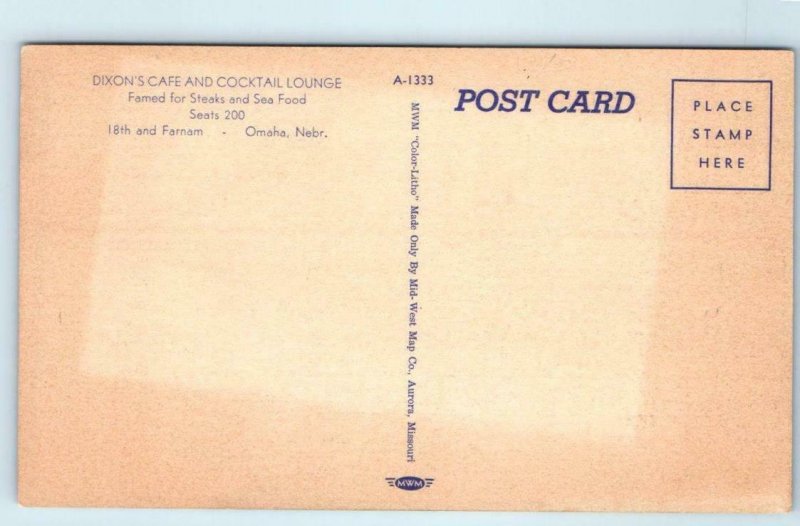 DIXON'S CAFE AND COCKTAIL LOUNGE
Famed for Steaks and Sea Food
Seats 200
18th and Farnam - Omaha, Nebr.
A-1333
MWM "Color-Litho" Made Only By Mid-West Map Co., Aurora, Missouri
MWM
POST CARD
PLACE
STAMP
HERE